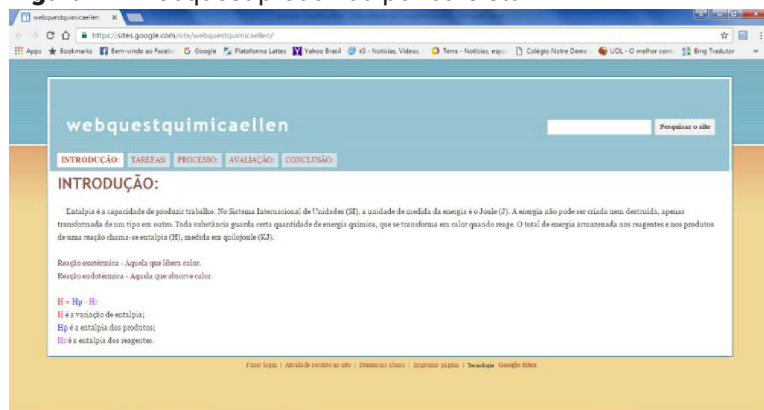 webquestquimicaellen
https://sites.google.com/site/webquestquimicaellen/
Apps Bookmarks Bem-vindo ao Facebo Google Plataforma Lattes Yahoo Brasil r3 - Notícias, Vídeos, Terra - Notícias, espo Colégio Notre Dame UOL - O melhor cont Bing Tradutor »
webquestquimicaellen
Pesquisar o site
INTRODUÇÃO: TAREFAS: PROCESSO: AVALIAÇÃO: CONCLUSÃO:
INTRODUÇÃO:
Entalpia é a capacidade de produzir trabalho. No Sistema Internacional de Unidades (SI), a unidade de medida da energia é o Joule (J). A energia não pode ser criada nem destruída, apenas
transformada de um tipo em outro. Toda substância guarda certa quantidade de energia química, que se transforma em calor quando reage. O total de energia armazenada nos reagentes e nos produtos
de uma reação chama-se entalpia (H), medida em quilojoule (KJ).
Reação exotérmica - Aquela que libera calor.
Reação endotérmica - Aquela que absorve calor.
H = Hp - Hr
H é a variação de entalpia;
Hp é a entalpia dos produtos;
Hr é a entalpia dos reagentes.
Fazer login | Atividade recente no site | Denunciar abuso | Imprimir página | Tecnologia Google Sites